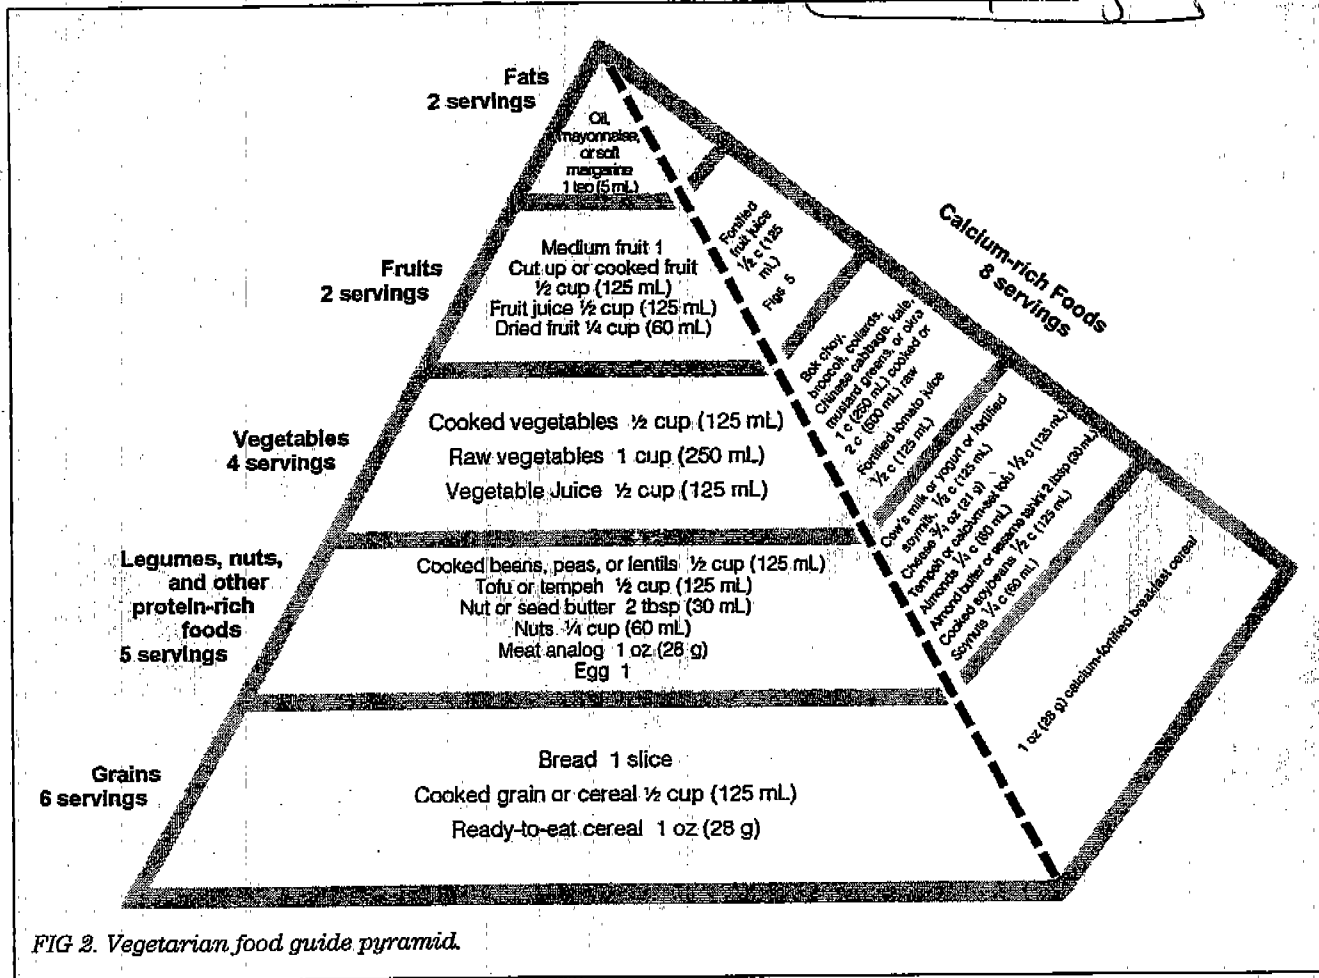 Fats
2 servings
Oil,
mayonnaise,
or soft
margarine
1 tsp (5 mL)
Fruits
2 servings
Medium fruit 1
Cut up or cooked fruit
½ cup (125 mL)
Fruit juice ½ cup (125 mL)
Dried fruit ¼ cup (60 mL)
Vegetables
4 servings
Cooked vegetables ½ cup (125 mL)
Raw vegetables 1 cup (250 mL)
Vegetable Juice ½ cup (125 mL)
Legumes, nuts,
and other
protein-rich
foods
5 servings
Cooked beans, peas, or lentils ½ cup (125 mL)
Tofu or tempeh ½ cup (125 mL)
Nut or seed butter 2 tbsp (30 mL)
Nuts ¼ cup (60 mL)
Meat analog 1 oz (28 g)
Egg 1
Grains
6 servings
Bread 1 slice
Cooked grain or cereal ½ cup (125 mL)
Ready-to-eat cereal 1 oz (28 g)
Calcium-rich Foods
8 servings
Fortified
fruit juice
½ c (125
mL)
Figs 5
Bok choy,
broccoli, collards,
Chinese cabbage, kale,
mustard greens, or okra
1 c (250 mL) cooked or
2 c (500 mL) raw
Fortified tomato juice
½ c (125 mL)
Cow's milk or yogurt or fortified
soymilk, ½ c (125 mL)
Cheese ¾ oz (21 g)
Tempeh or calcium-set tofu ½ c (125 mL)
Almonds ¼ c (60 mL)
Almond butter or sesame tahini 2 tbsp (30 mL)
Cooked soybeans ½ c (125 mL)
Soynuts ¼ c (60 mL)
1 oz (28 g) calcium-fortified breakfast cereal
FIG 2. Vegetarian food guide pyramid.